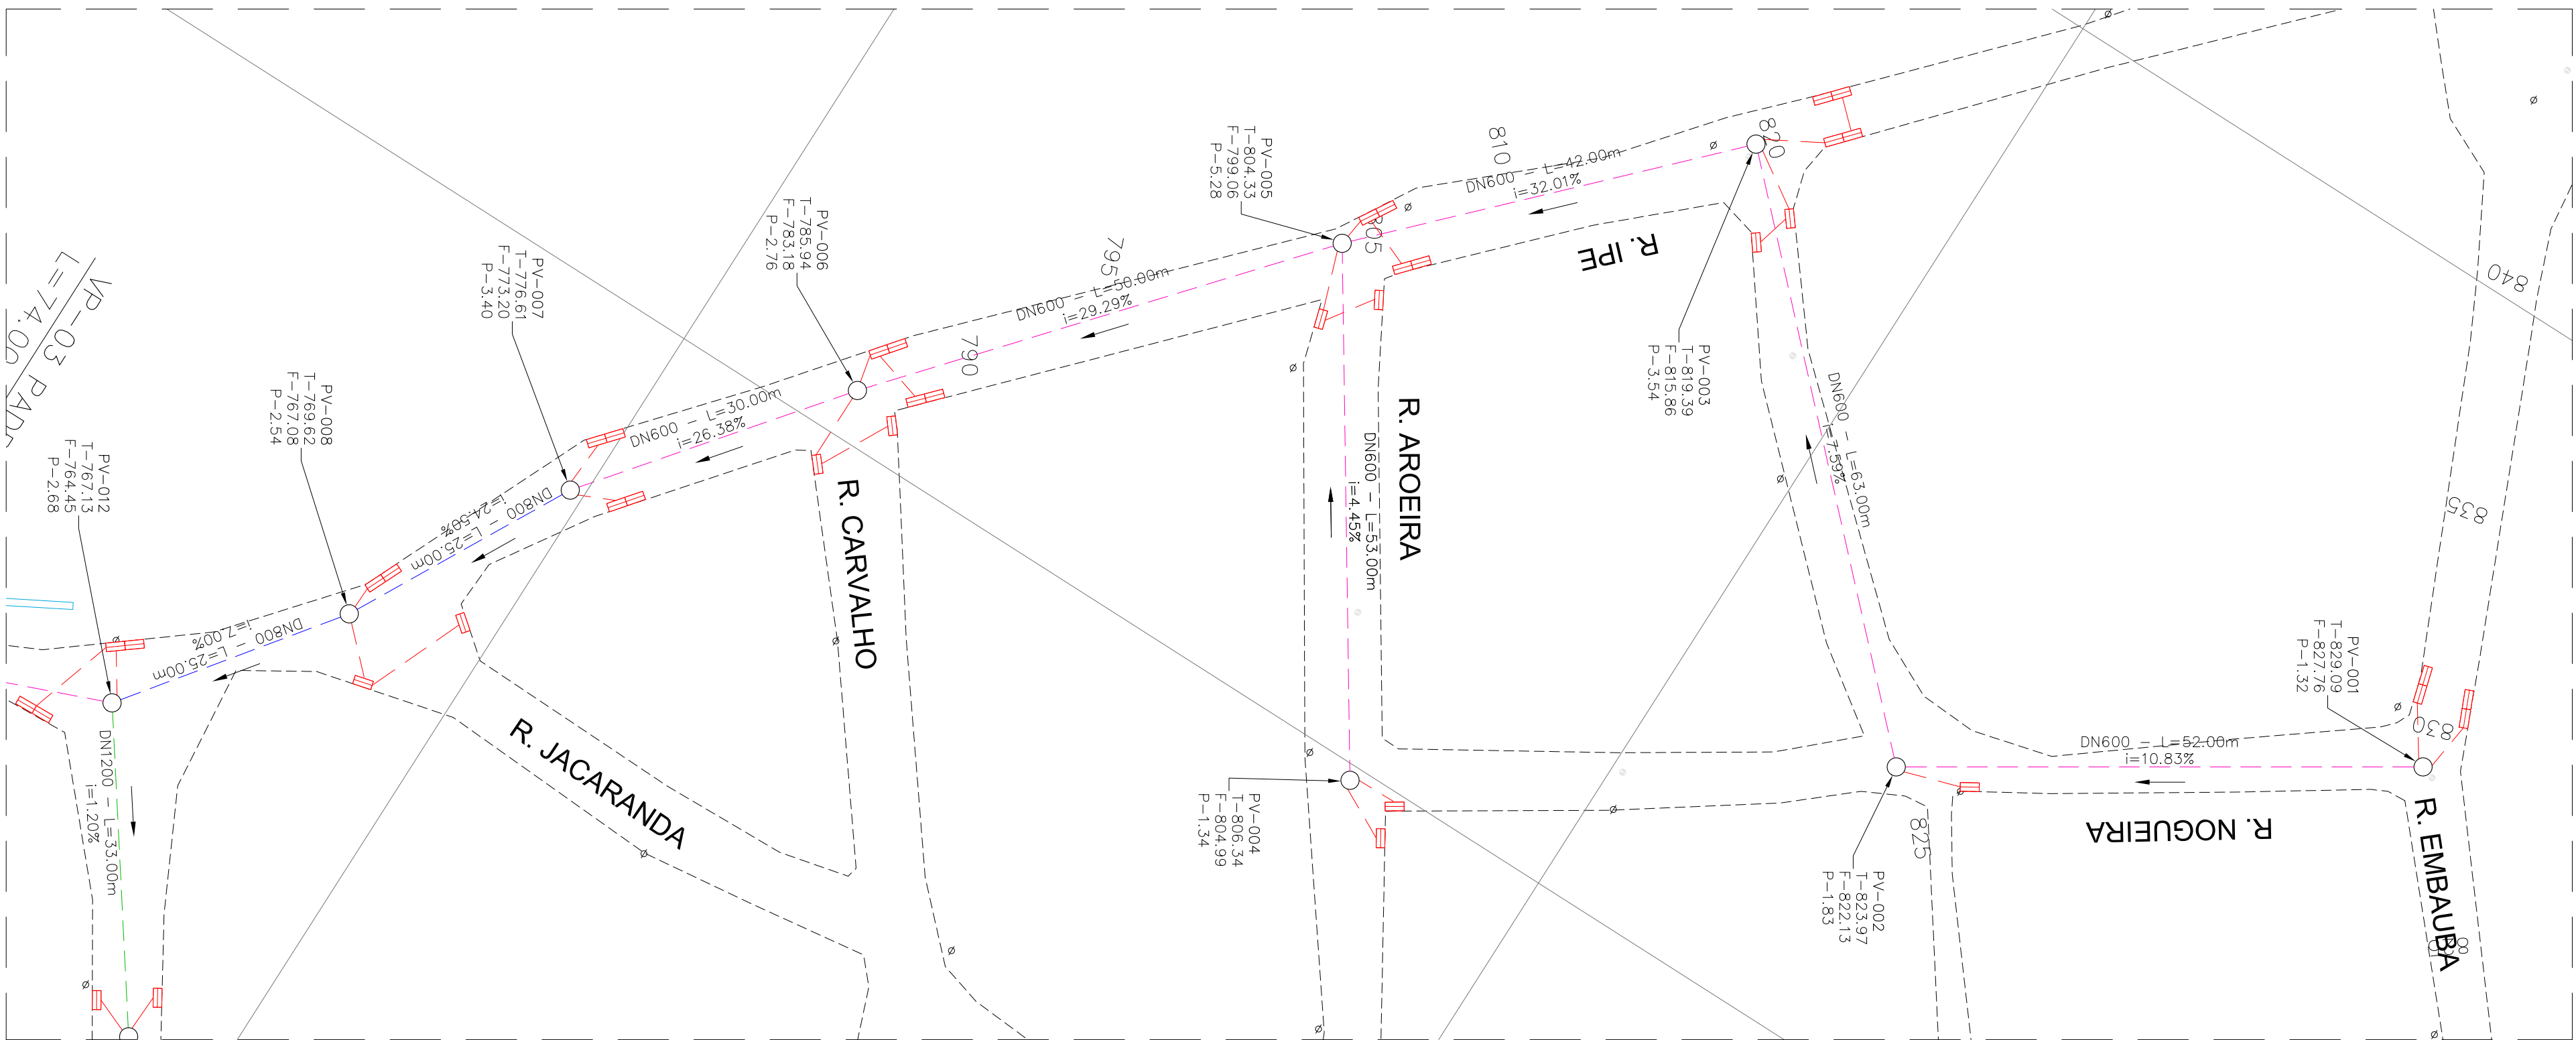 PV-001
T-829.09
F-827.76
P-1.32
PV-002
T-823.97
F-822.13
P-1.83
PV-003
T-819.39
F-815.86
P-3.54
PV-004
T-806.34
F-804.99
P-1.34
PV-005
T-804.33
F-799.06
P-5.28
PV-006
T-785.94
F-783.18
P-2.76
PV-007
T-776.61
F-773.20
P-3.40
PV-008
T-769.62
F-767.08
P-2.54
PV-012
T-767.13
F-764.45
P-2.68
DN600 - L=52.00m
i=10.83%
DN600 - L=63.00m
i=7.59%
DN600 - L=42.00m
i=32.01%
DN600 - L=53.00m
i=4.45%
DN600 - L=50.00m
i=29.29%
DN600 - L=30.00m
i=26.38%
DN800 - L=25.00m
i=24.50%
DN800 - L=25.00m
i=7.00%
DN1200 - L=33.00m
i=1.20%
R. IPE
R. AROEIRA
R. CARVALHO
R. JACARANDA
R. NOGUEIRA
R. EMBAUBA
840
835
830
825
820
810
805
795
790
VP-03
L=74.00